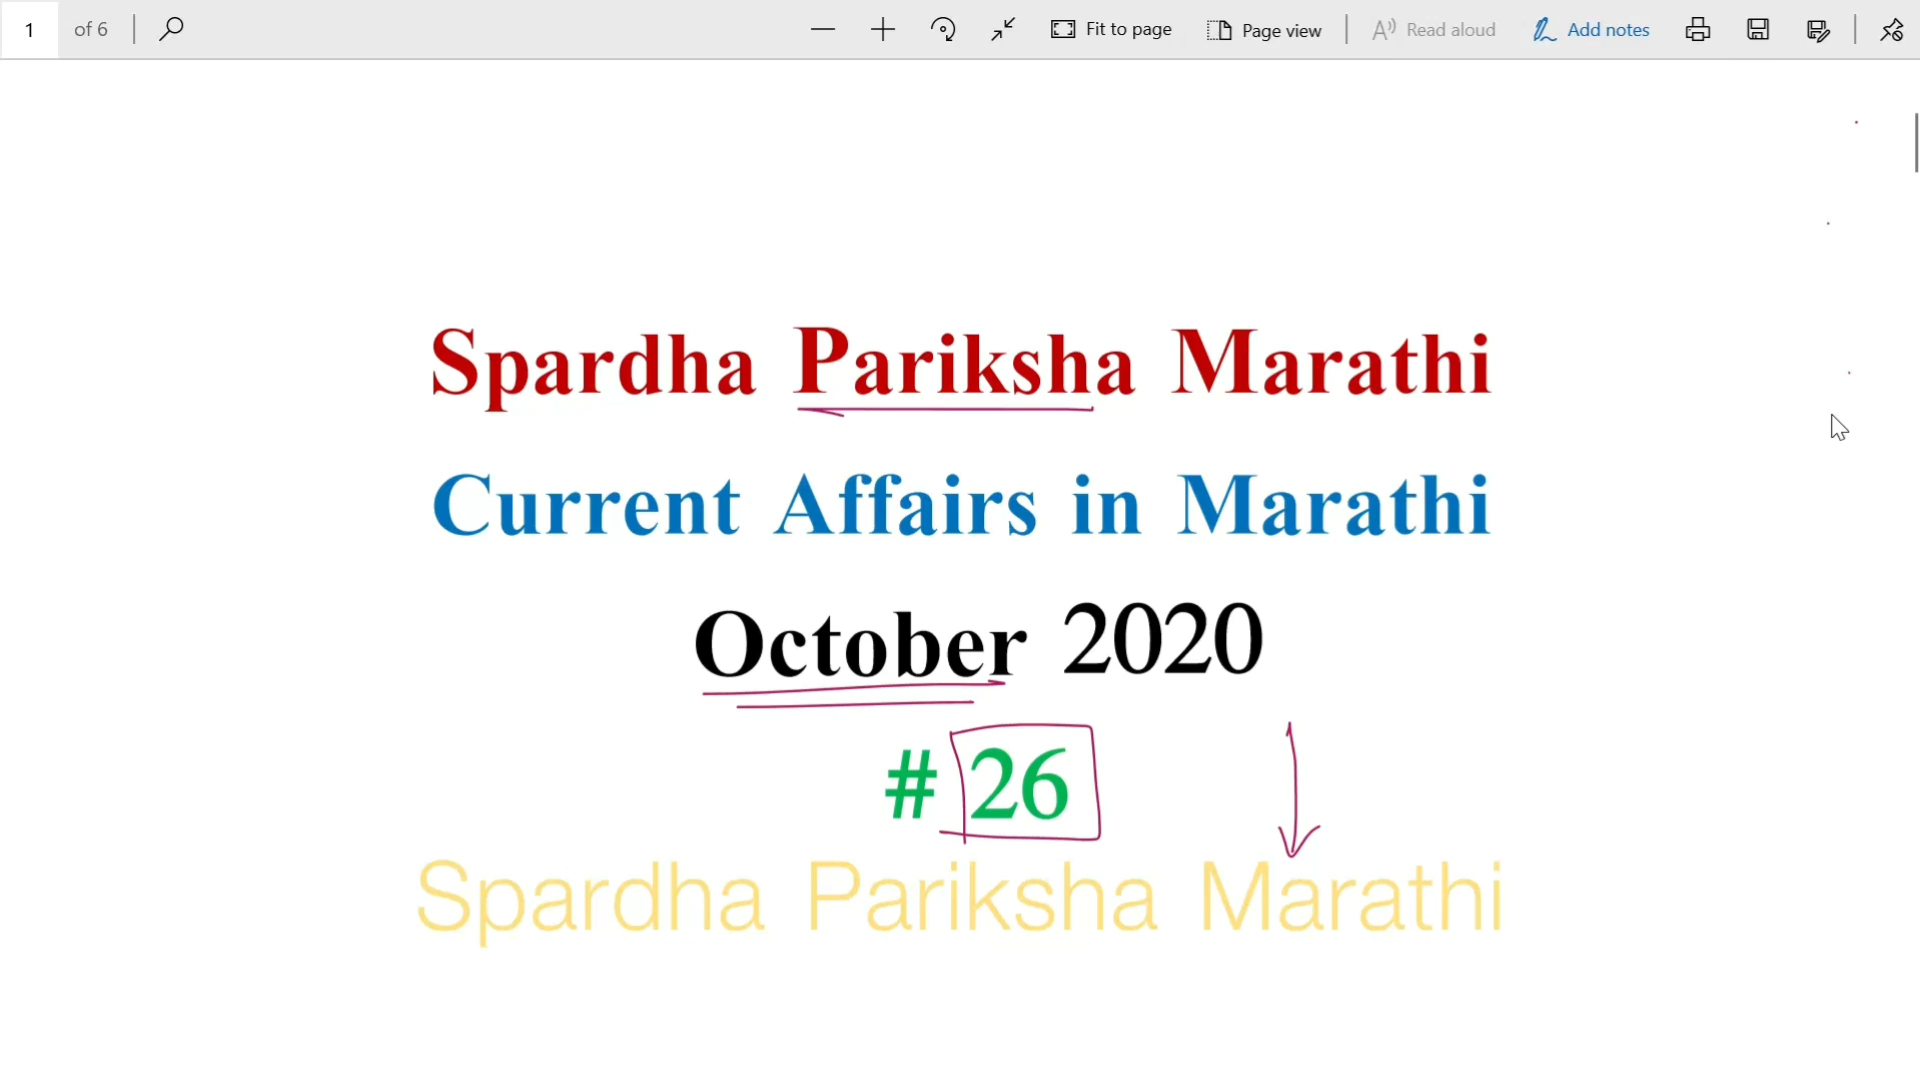 1 of 6 Fit to page Page view Read aloud Add notes
Spardha Pariksha Marathi
Current Affairs in Marathi
October 2020
# 26
Spardha Pariksha Marathi